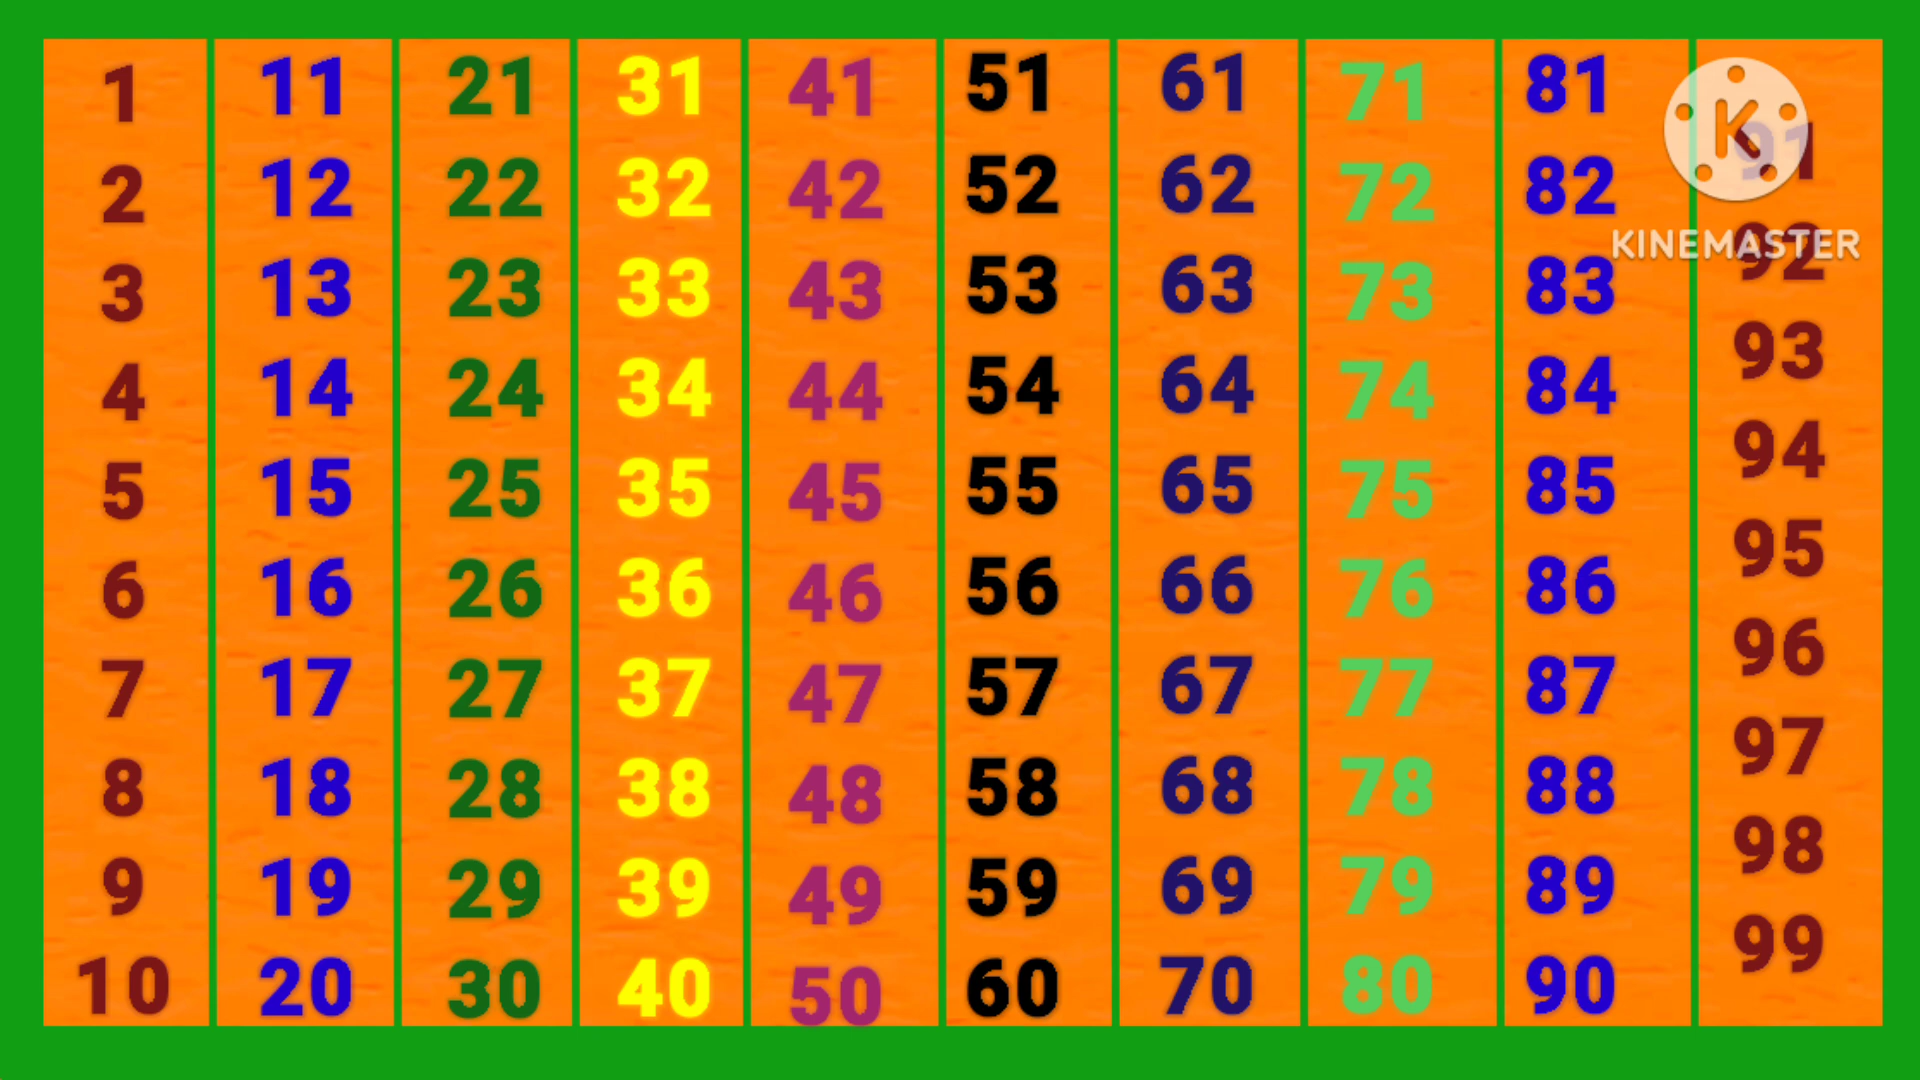 1 11 21 31 41 51 61 71 81 91
2 12 22 32 42 52 62 72 82 92
3 13 23 33 43 53 63 73 83 93
4 14 24 34 44 54 64 74 84 94
5 15 25 35 45 55 65 75 85 95
6 16 26 36 46 56 66 76 86 96
7 17 27 37 47 57 67 77 87 97
8 18 28 38 48 58 68 78 88 98
9 19 29 39 49 59 69 79 89 99
10 20 30 40 50 60 70 80 90
K
KINEMASTER